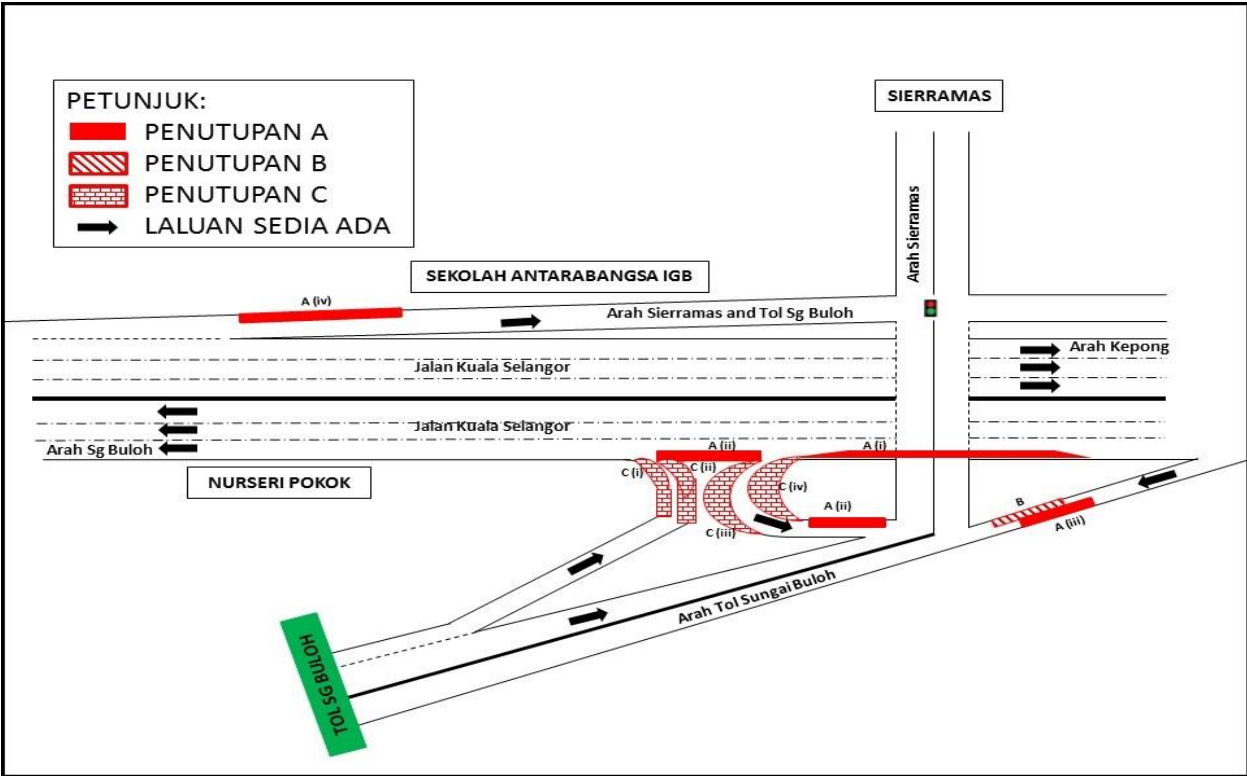 PETUNJUK:
PENUTUPAN A
PENUTUPAN B
PENUTUPAN C
LALUAN SEDIA ADA
SIERRAMAS
Arah Sierramas
SEKOLAH ANTARABANGSA IGB
A (iv)
Arah Sierramas and Tol Sg Buloh
Arah Kepong
Jalan Kuala Selangor
Jalan Kuala Selangor
Arah Sg Buloh
A (ii)
A (i)
C (i)
C (ii)
NURSERI POKOK
C (iv)
A (ii)
B
A (iii)
C (iii)
Arah Tol Sungai Buloh
TOL SG BULOH